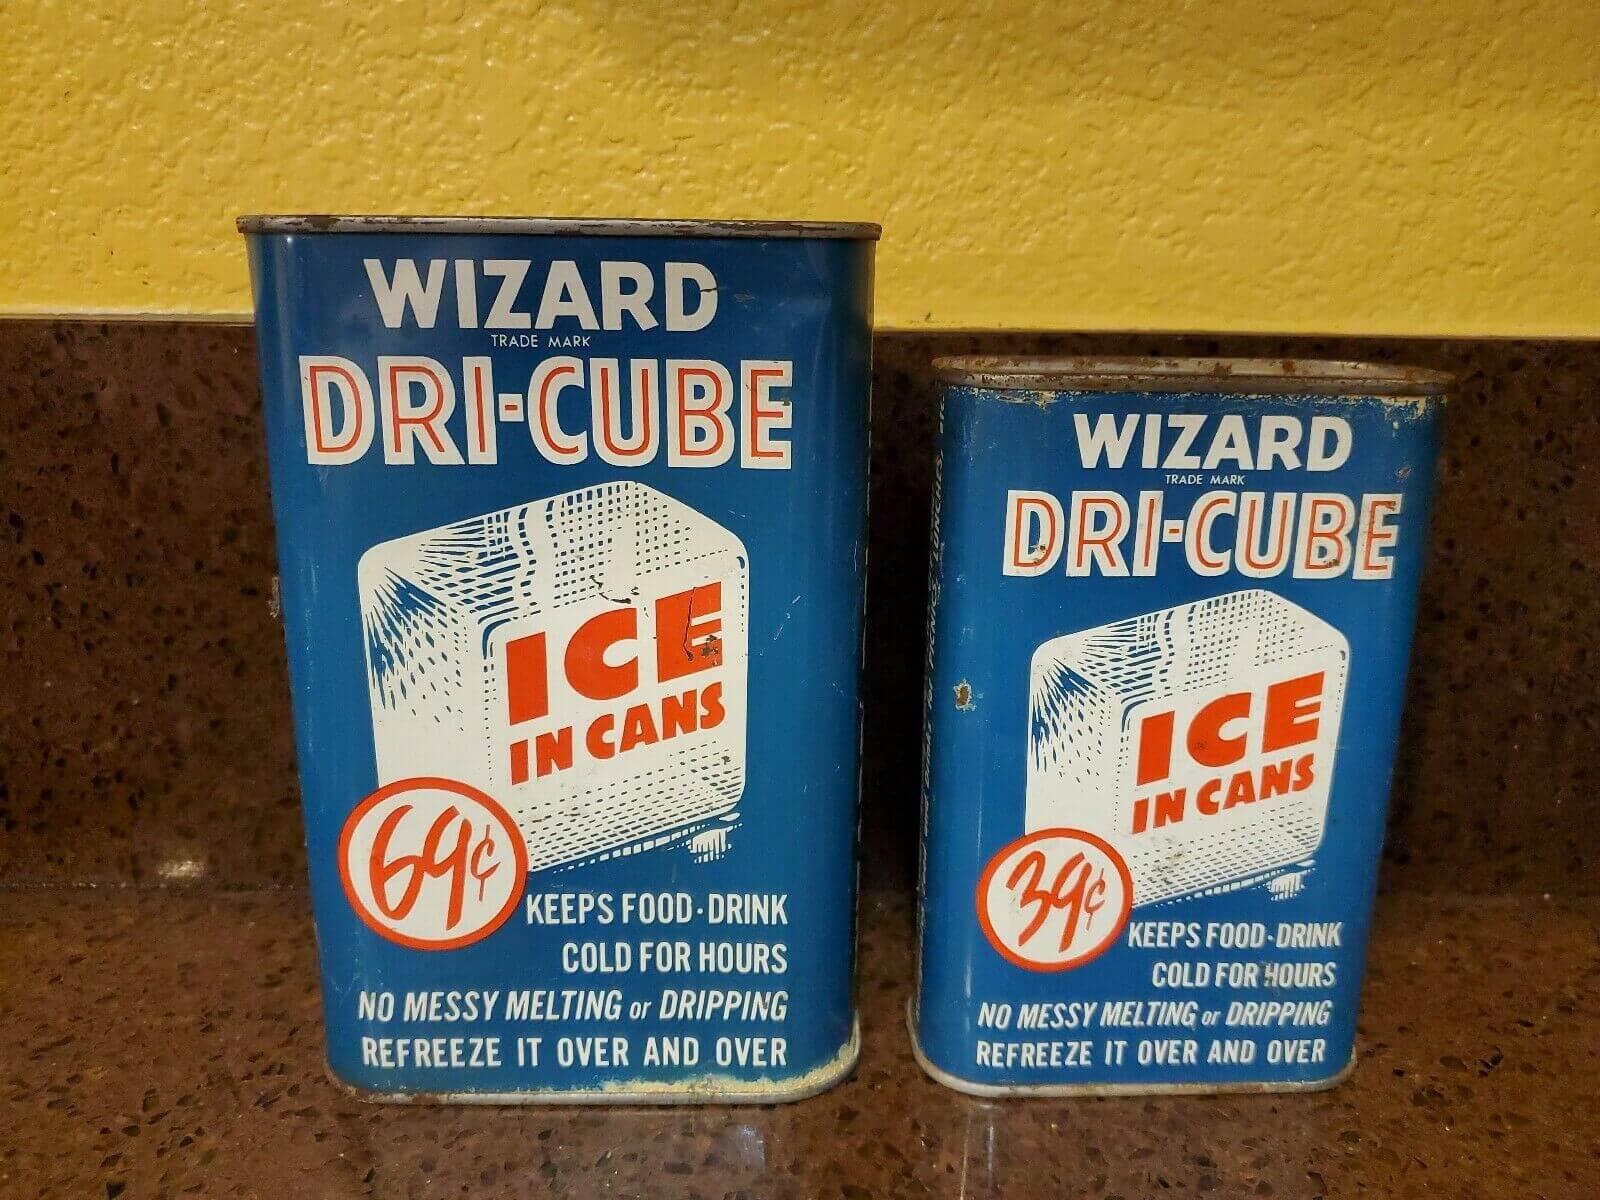 WIZARD
TRADE MARK
DRI-CUBE
ICE
IN CANS
69¢
KEEPS FOOD · DRINK
COLD FOR HOURS
NO MESSY MELTING or DRIPPING
REFREEZE IT OVER AND OVER
WIZARD
TRADE MARK
DRI-CUBE
ICE
IN CANS
39¢
KEEPS FOOD · DRINK
COLD FOR HOURS
NO MESSY MELTING or DRIPPING
REFREEZE IT OVER AND OVER